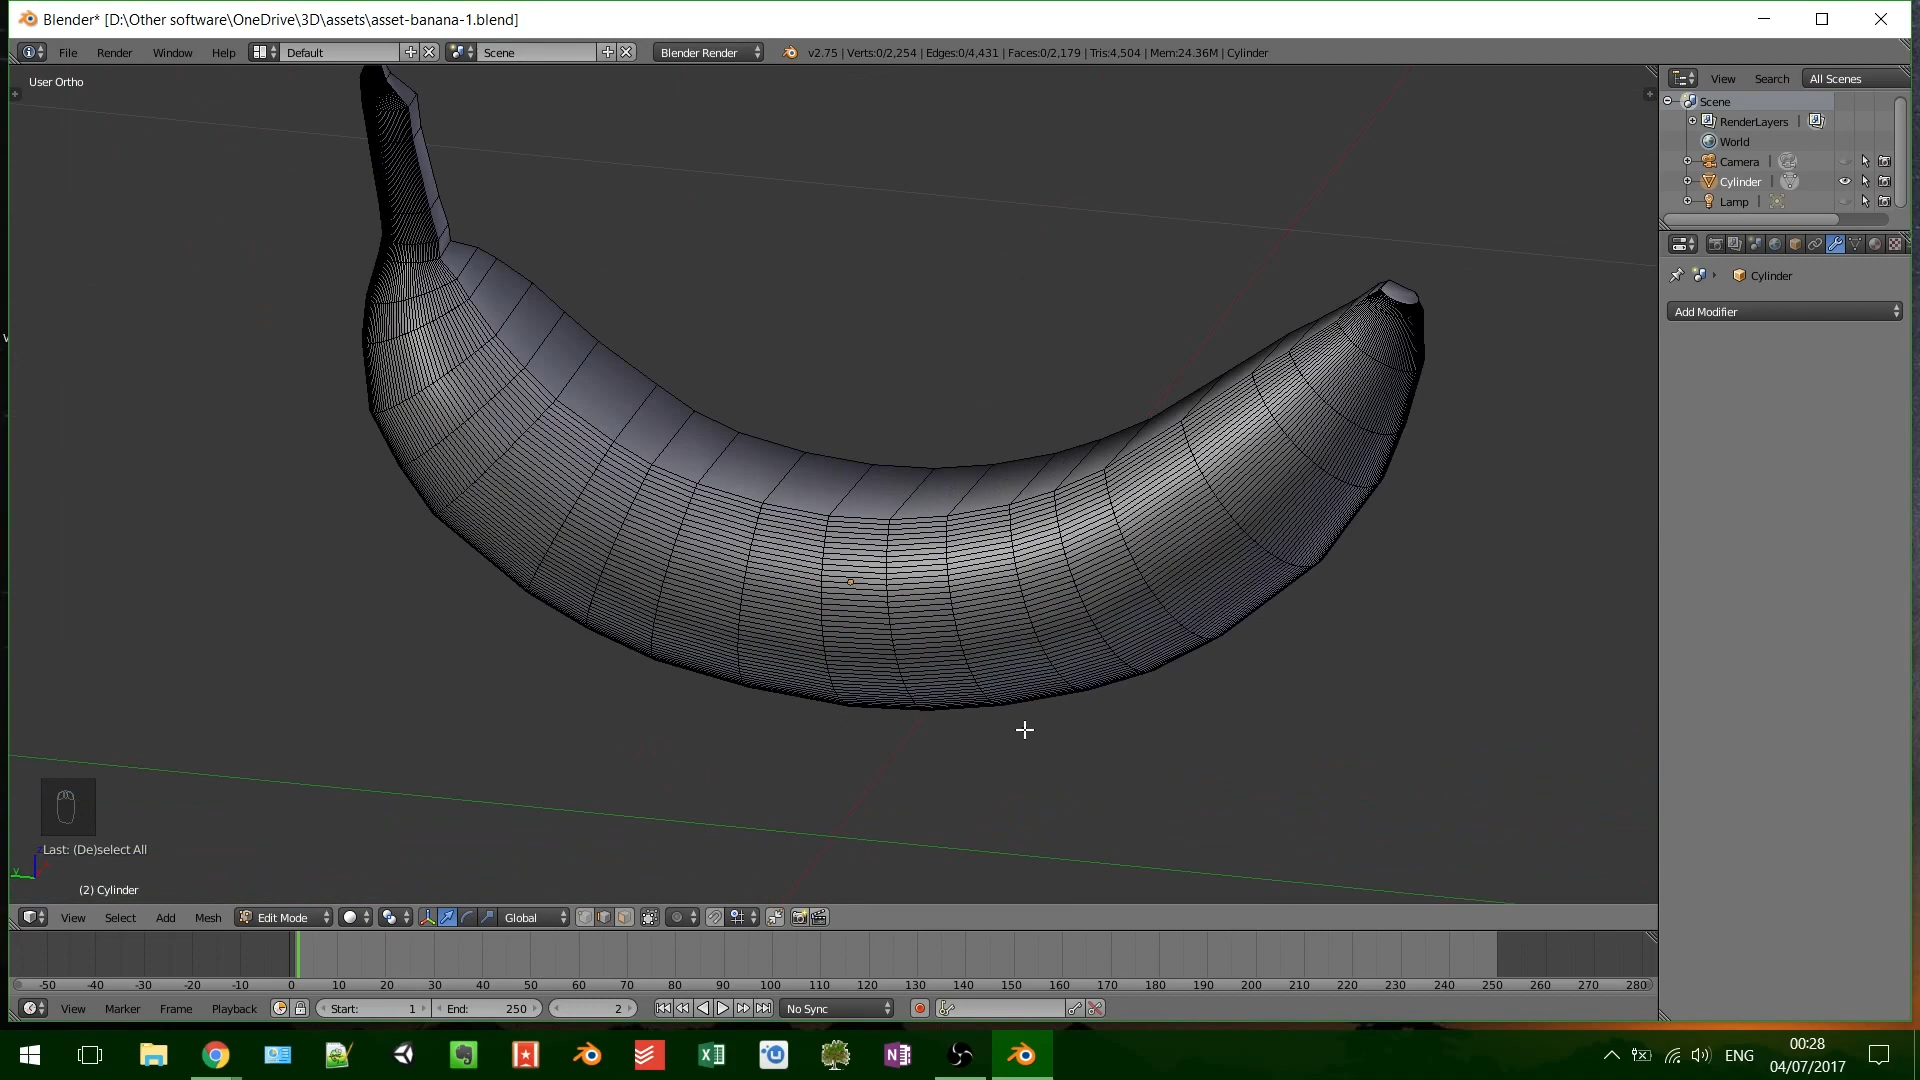 Blender* [D:\Other software\OneDrive\3D\assets\asset-banana-1.blend]
File Render Window Help Default Scene Blender Render v2.75 | Verts:0/2,254 | Edges:0/4,431 | Faces:0/2,179 | Tris:4,504 | Mem:24.36M | Cylinder
User Ortho
View Search All Scenes
Scene
RenderLayers
World
Camera
Cylinder
Lamp
Cylinder
Add Modifier
Last: (De)select All
z
y
(2) Cylinder
View Select Add Mesh Edit Mode Global
-50 -40 -30 -20 -10 0 10 20 30 40 50 60 70 80 90 100 110 120 130 140 150 160 170 180 190 200 210 220 230 240 250 260 270 280
View Marker Frame Playback Start: 1 End: 250 2 No Sync
ENG
00:28
04/07/2017